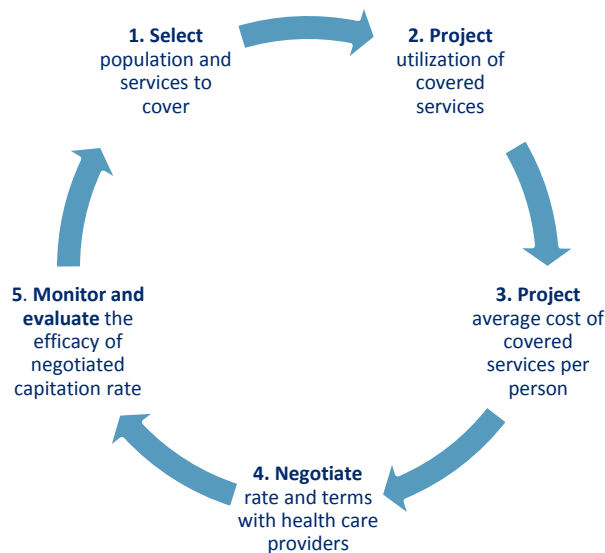 1. Select
population and
services to
cover
2. Project
utilization of
covered
services
3. Project
average cost of
covered
services per
person
4. Negotiate
rate and terms
with health care
providers
5. Monitor and
evaluate the
efficacy of
negotiated
capitation rate